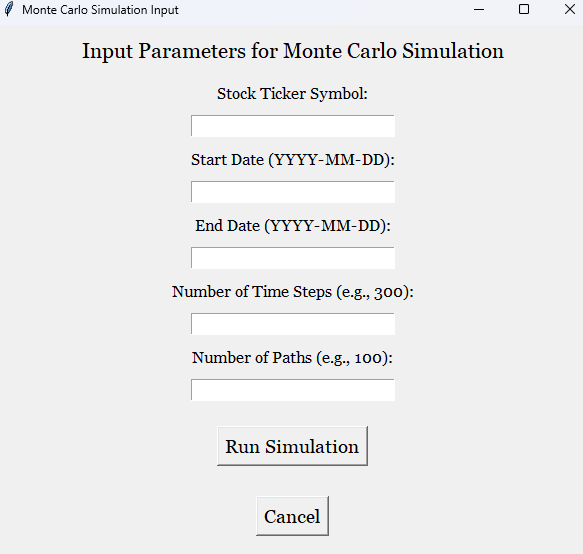 Monte Carlo Simulation Input
Input Parameters for Monte Carlo Simulation
Stock Ticker Symbol:
Start Date (YYYY-MM-DD):
End Date (YYYY-MM-DD):
Number of Time Steps (e.g., 300):
Number of Paths (e.g., 100):
Run Simulation
Cancel